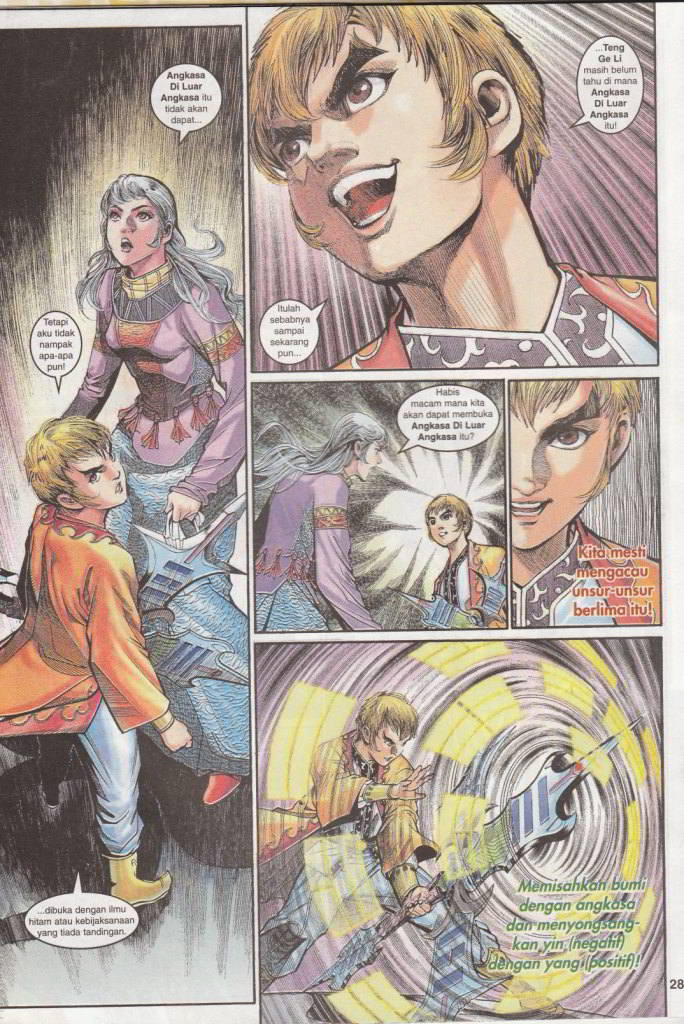 Angkasa
Di Luar
Angkasa itu
tidak akan
dapat...
Tetapi
aku tidak
nampak
apa-apa
pun!
...dibuka dengan ilmu
hitam atau kebijaksanaan
yang tiada tandingan.
...Teng
Ge Li
masih belum
tahu di mana
Angkasa
Di Luar
Angkasa
itu!
Itulah
sebabnya
sampai
sekarang
pun...
Habis
macam mana kita
akan dapat membuka
Angkasa Di Luar
Angkasa itu?
Kita mesti
mengacau
unsur-unsur
berlima itu!
Memisahkan bumi
dengan angkasa
dan menyongsang-
kan yin (negatif)
dengan yang (positif)!
28